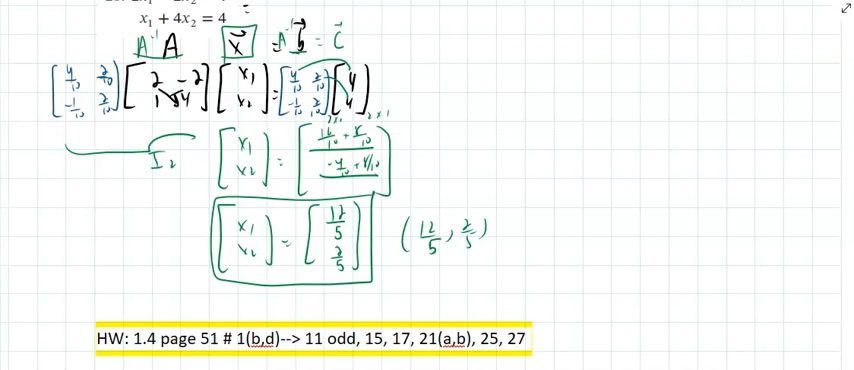 x₁ + 4x₂ = 4
A⁻¹ A x⃗ = A⁻¹ b⃗ = c⃗
[4/10 2/10; -1/10 2/10] [2 -2; 1 4] [x₁; x₂] = [4/10 2/10; -1/10 2/10] [4; 4]
2x1
I₂ [x₁; x₂] = [16/10 + 8/10; -4/10 + 8/10]
[x₁; x₂] = [12/5; 2/5] (12/5, 2/5)
HW: 1.4 page 51 # 1(b,d)--> 11 odd, 15, 17, 21(a,b), 25, 27